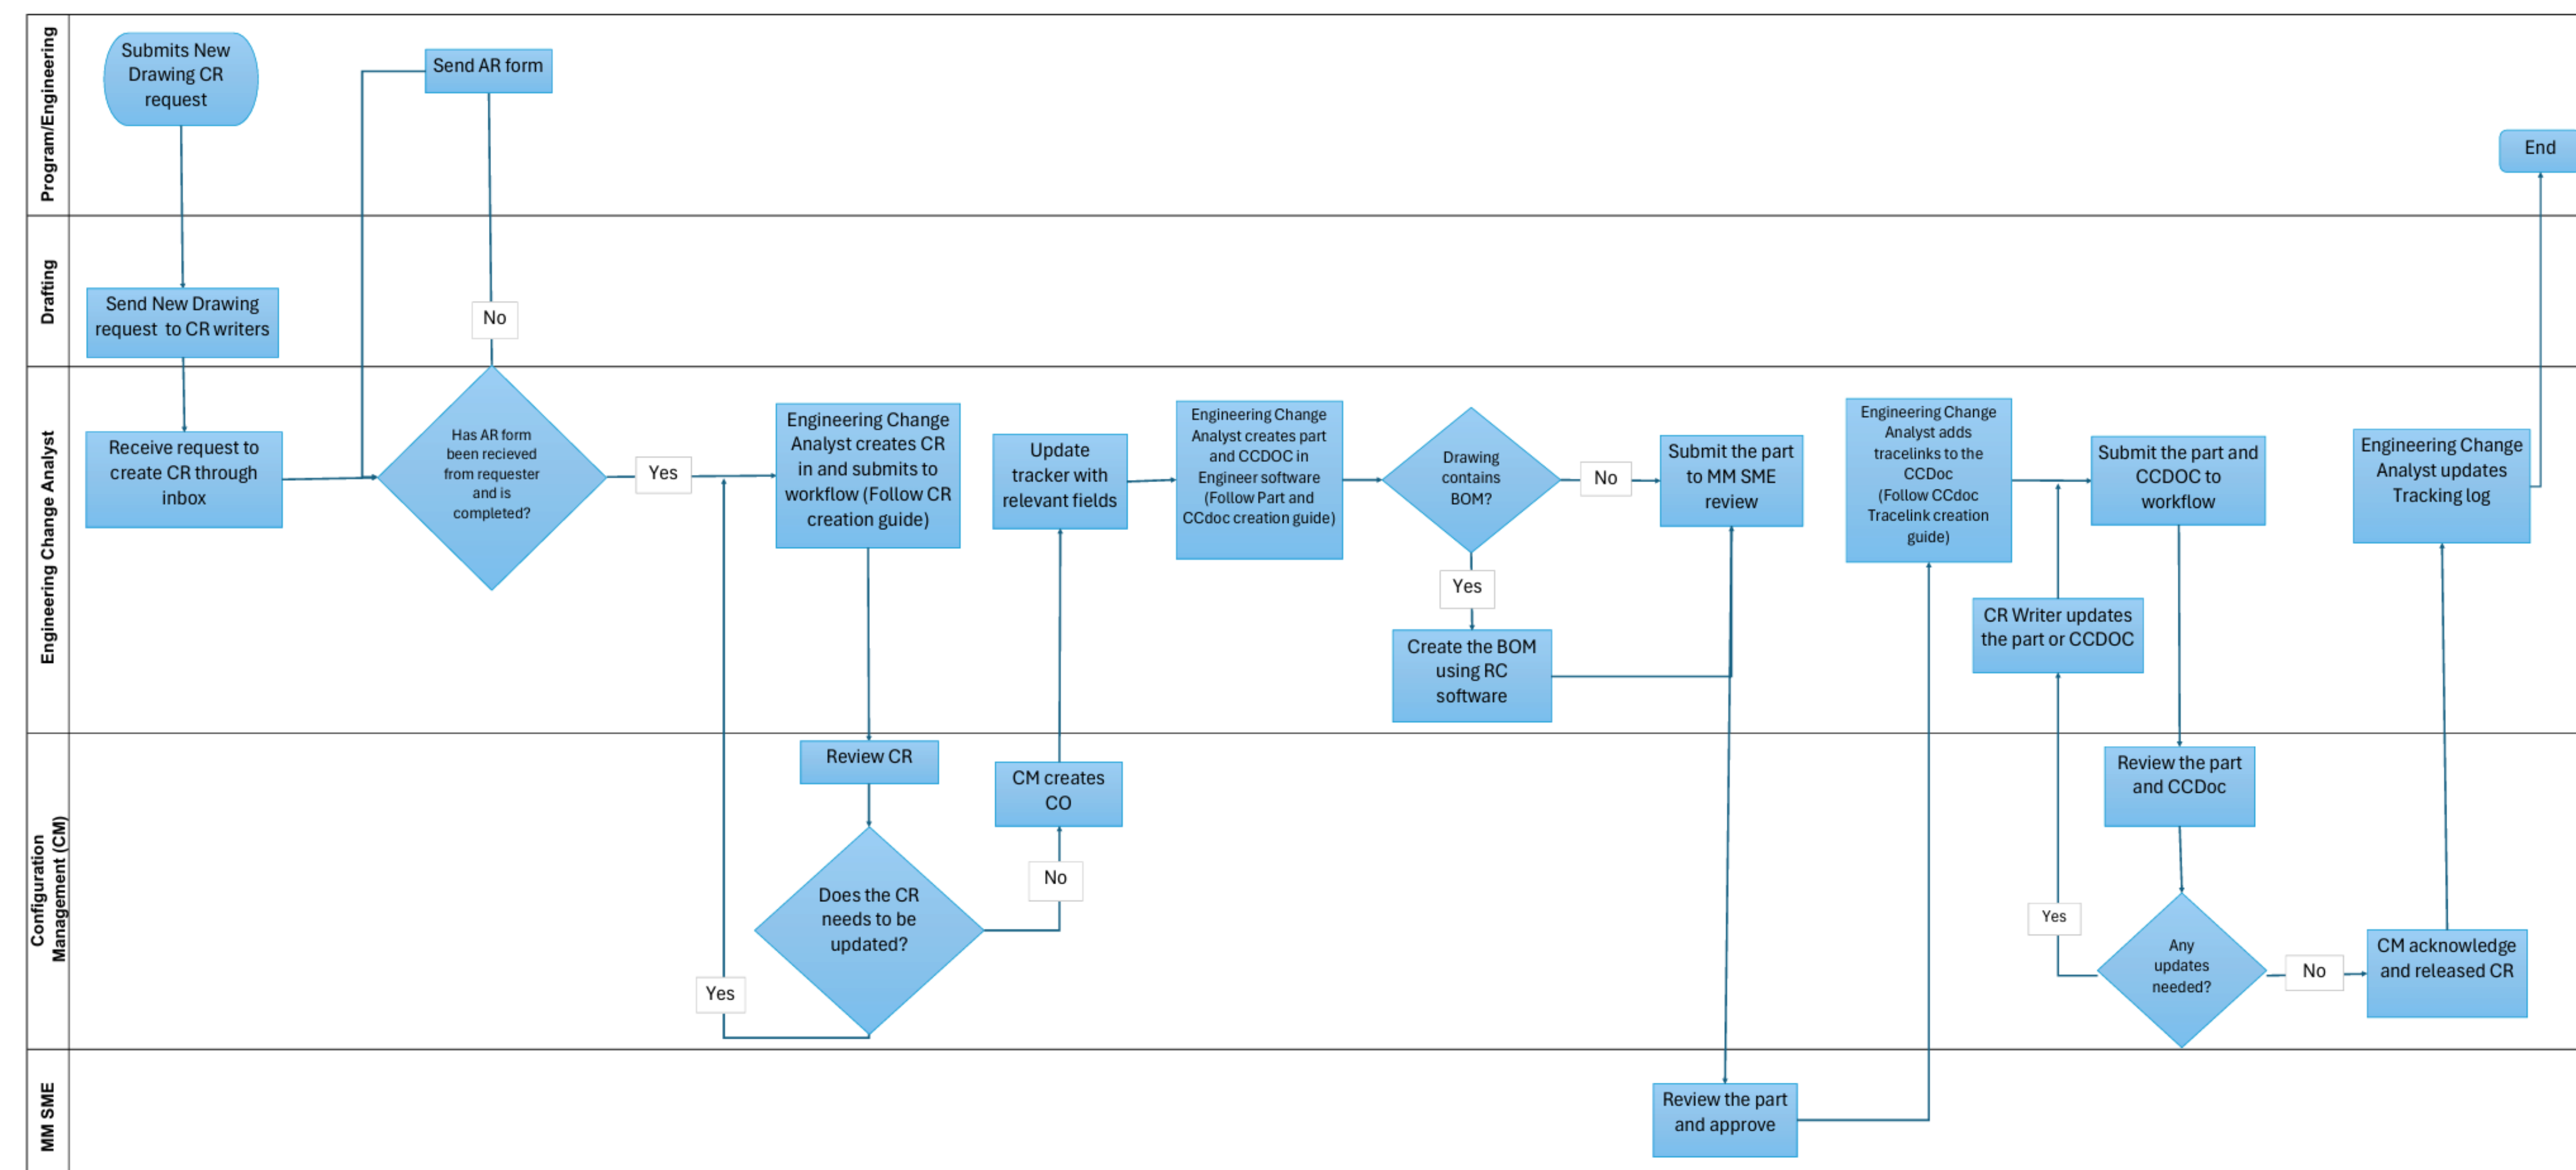 Program/Engineering
Submits New
Drawing CR
request
Send AR form
End
Drafting
Send New Drawing
request to CR writers
No
Engineering Change Analyst
Receive request to
create CR through
inbox
Has AR form
been recieved
from requester
and is
completed?
Yes
Engineering Change
Analyst creates CR
in and submits to
workflow (Follow CR
creation guide)
Update
tracker with
relevant fields
Engineering Change
Analyst creates part
and CCDOC in
Engineer software
(Follow Part and
CCdoc creation guide)
Drawing
contains
BOM?
No
Submit the part
to MM SME
review
Yes
Create the BOM
using RC
software
Engineering Change
Analyst adds
tracelinks to the
CCDoc
(Follow CCdoc
Tracelink creation
guide)
Submit the part and
CCDOC to
workflow
CR Writer updates
the part or CCDOC
Engineering Change
Analyst updates
Tracking log
Configuration
Management (CM)
Review CR
Does the CR
needs to be
updated?
Yes
No
CM creates
CO
Review the part
and CCDoc
Any
updates
needed?
Yes
No
CM acknowledge
and released CR
MM SME
Review the part
and approve